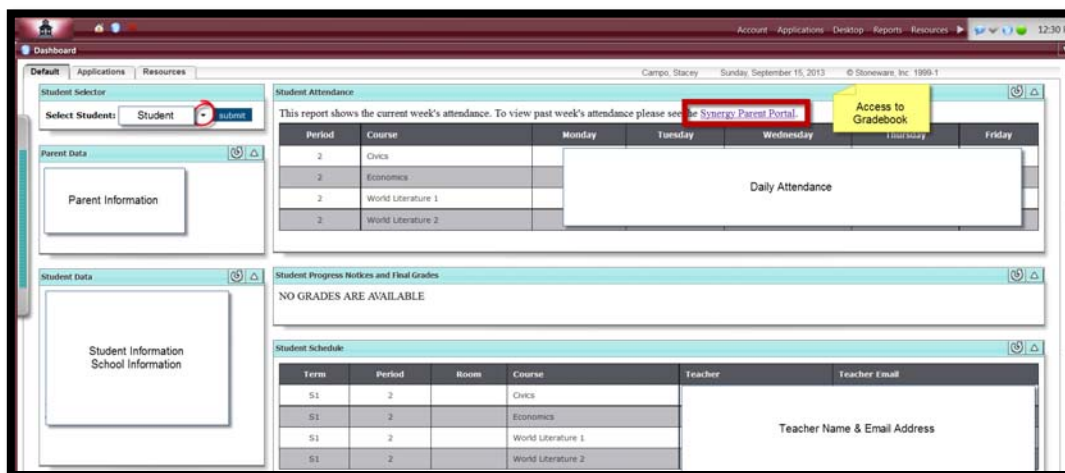 Account Applications Desktop Reports Resources 12:30
Dashboard
Default Applications Resources
Campo, Stacey Sunday, September 15, 2013 © Stoneware, Inc. 1999-1
Student Selector
Select Student: Student submit
Parent Data
Parent Information
Student Data
Student Information
School Information
Student Attendance
This report shows the current week's attendance. To view past week's attendance please see the Synergy Parent Portal.
Access to
Gradebook
Period Course Monday Tuesday Wednesday Thursday Friday
2 Civics
2 Economics
2 World Literature 1
2 World Literature 2
Daily Attendance
Student Progress Notices and Final Grades
NO GRADES ARE AVAILABLE
Student Schedule
Term Period Room Course Teacher Teacher Email
S1 2 Civics
S1 2 Economics
S1 2 World Literature 1
S1 2 World Literature 2
Teacher Name & Email Address